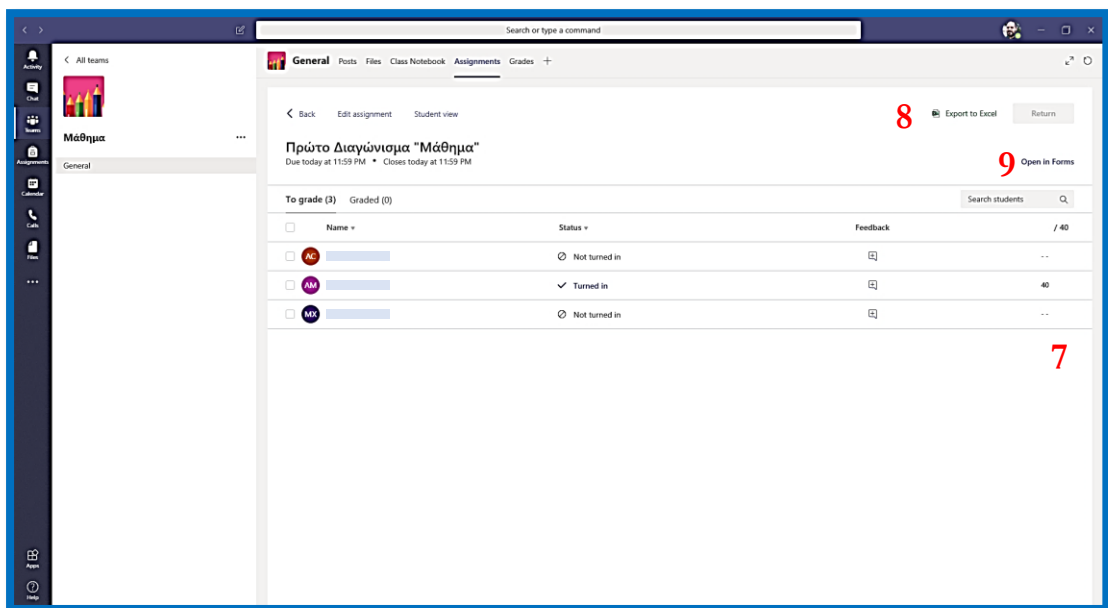 Search or type a command
Activity
Chat
Teams
Assignments
Calendar
Calls
Files
Apps
Help
All teams
Μάθημα
General
General Posts Files Class Notebook Assignments Grades
Back Edit assignment Student view
8 Export to Excel Return
Πρώτο Διαγώνισμα "Μάθημα"
Due today at 11:59 PM • Closes today at 11:59 PM
9 Open in Forms
To grade (3) Graded (0)
Search students
Name Status Feedback / 40
AC Not turned in - -
AM Turned in 40
MX Not turned in - -
7